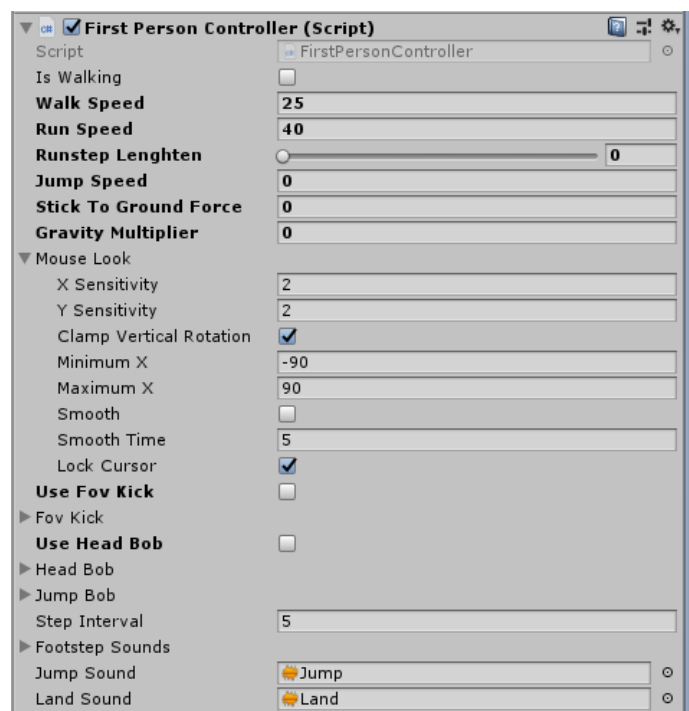 First Person Controller (Script)
Script FirstPersonController
Is Walking
Walk Speed 25
Run Speed 40
Runstep Lenghten 0
Jump Speed 0
Stick To Ground Force 0
Gravity Multiplier 0
Mouse Look
X Sensitivity 2
Y Sensitivity 2
Clamp Vertical Rotation
Minimum X -90
Maximum X 90
Smooth
Smooth Time 5
Lock Cursor
Use Fov Kick
Fov Kick
Use Head Bob
Head Bob
Jump Bob
Step Interval 5
Footstep Sounds
Jump Sound Jump
Land Sound Land